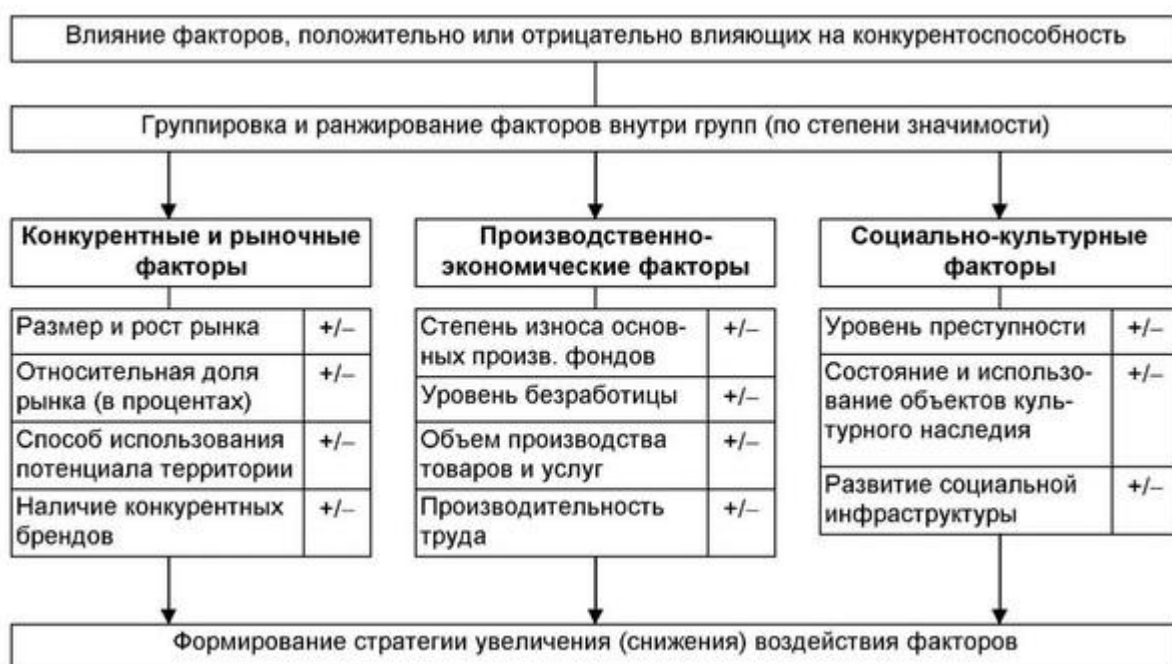 Влияние факторов, положительно или отрицательно влияющих на конкурентоспособность
Группировка и ранжирование факторов внутри групп (по степени значимости)
Конкурентные и рыночные
факторы
Размер и рост рынка +/–
Относительная доля +/–
рынка (в процентах)
Способ использования +/–
потенциала территории
Наличие конкурентных +/–
брендов
Производственно-
экономические факторы
Степень износа основ- +/–
ных произв. фондов
Уровень безработицы +/–
Объем производства +/–
товаров и услуг
Производительность +/–
труда
Социально-культурные
факторы
Уровень преступности +/–
Состояние и использо- +/–
вание объектов куль-
турного наследия
Развитие социальной +/–
инфраструктуры
Формирование стратегии увеличения (снижения) воздействия факторов